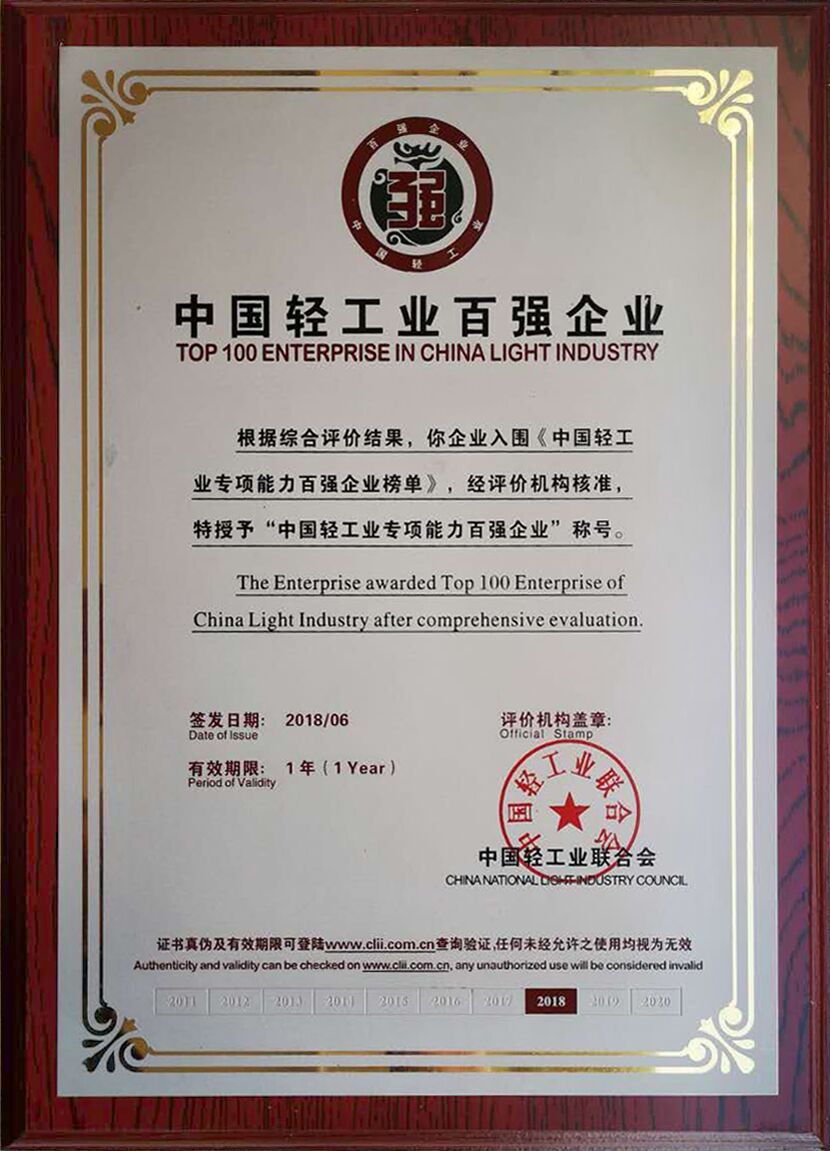 百强企业
强
中国轻工
中国轻工业百强企业
TOP 100 ENTERPRISE IN CHINA LIGHT INDUSTRY
根据综合评价结果，你企业入围《中国轻工
业专项能力百强企业榜单》，经评价机构核准，
特授予“中国轻工业专项能力百强企业”称号。
The Enterprise awarded Top 100 Enterprise of
China Light Industry after comprehensive evaluation.
签发日期: 2018/06
Date of Issue
有效期限: 1 年（1 Year）
Period of Validity
评价机构盖章:
Official Stamp
中国轻工业联合会
中国轻工业联合会
CHINA NATIONAL LIGHT INDUSTRY COUNCIL
证书真伪及有效期限可登陆www.clii.com.cn查询验证,任何未经允许之使用均视为无效
Authenticity and validity can be checked on www.clii.com.cn, any unauthorized use will be considered invalid
2011 2012 2013 2014 2015 2016 2017 2018 2019 2020